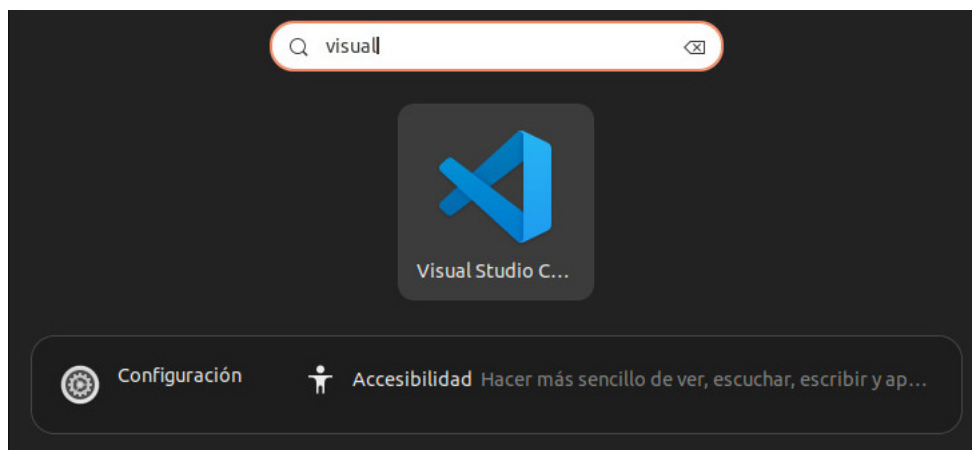 visual
Visual Studio C...
Configuración
Accesibilidad Hacer más sencillo de ver, escuchar, escribir y ap...